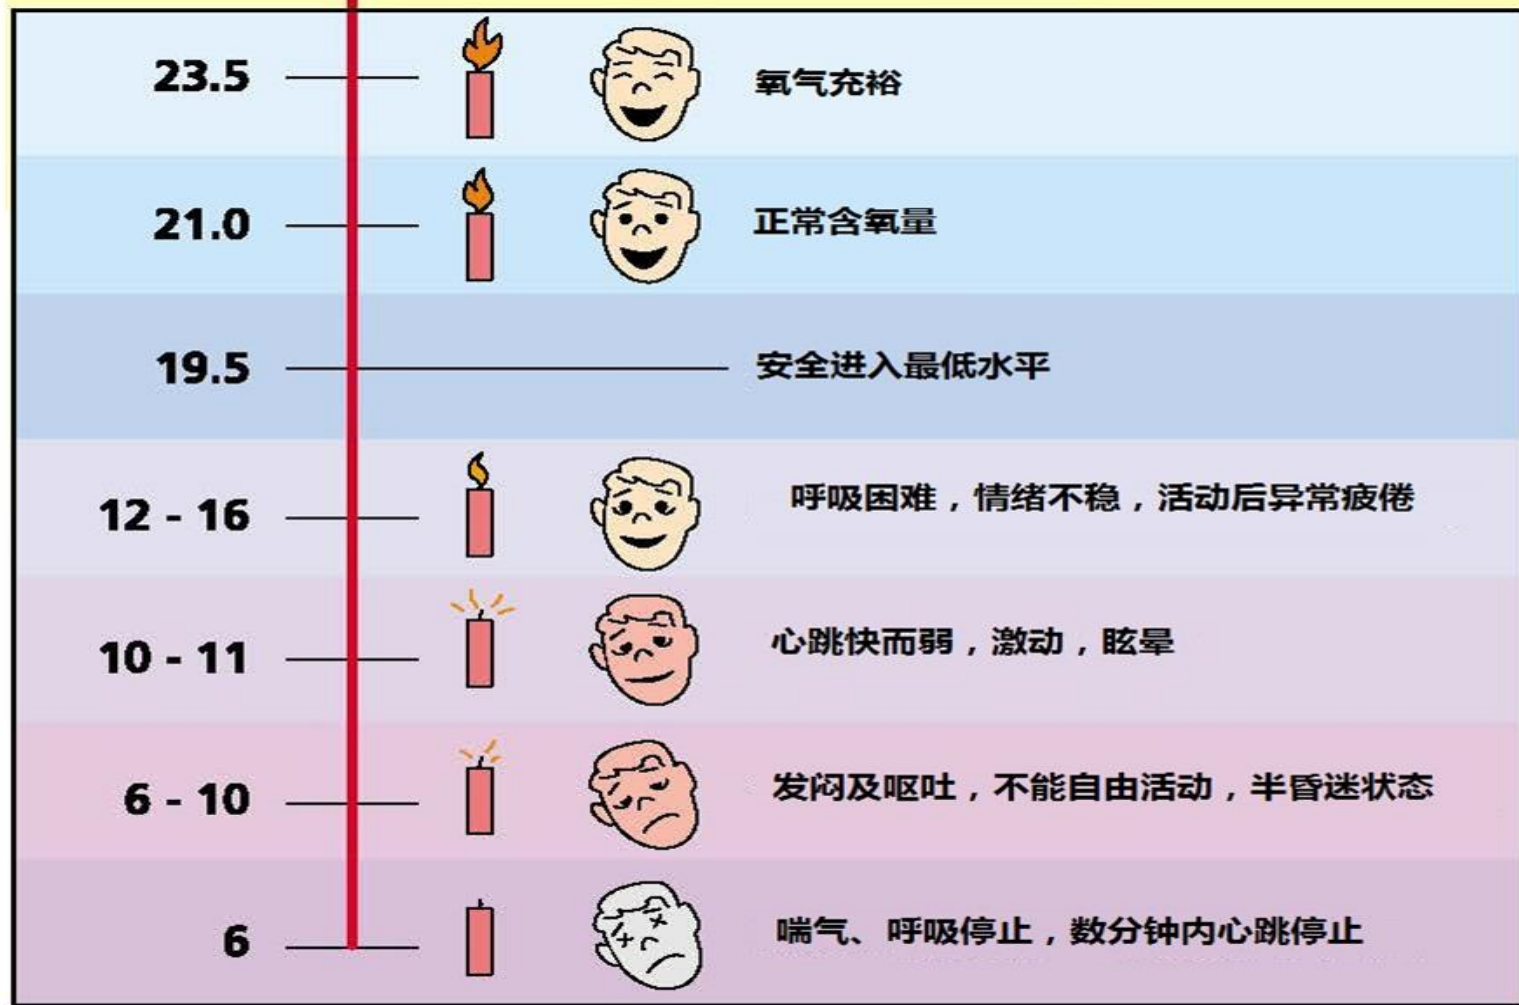 23.5 氧气充裕
21.0 正常含氧量
19.5 安全进入最低水平
12 - 16 呼吸困难，情绪不稳，活动后异常疲倦
10 - 11 心跳快而弱，激动，眩晕
6 - 10 发闷及呕吐，不能自由活动，半昏迷状态
6 喘气、呼吸停止，数分钟内心跳停止